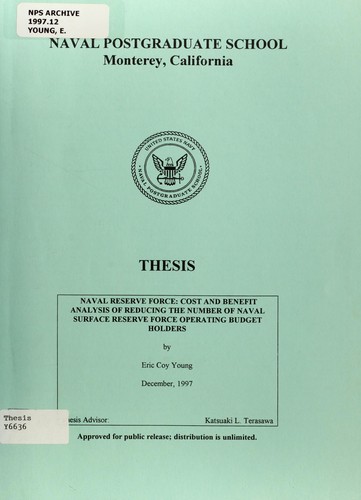 NPS ARCHIVE
1997.12
YOUNG, E.
NAVAL POSTGRADUATE SCHOOL
Monterey, California
UNITED STATES NAVY
NAVAL POSTGRADUATE SCHOOL
THESIS
NAVAL RESERVE FORCE: COST AND BENEFIT
ANALYSIS OF REDUCING THE NUMBER OF NAVAL
SURFACE RESERVE FORCE OPERATING BUDGET
HOLDERS
by
Eric Coy Young
December, 1997
Thesis
Y6636
hesis Advisor: Katsuaki L. Terasawa
Approved for public release; distribution is unlimited.